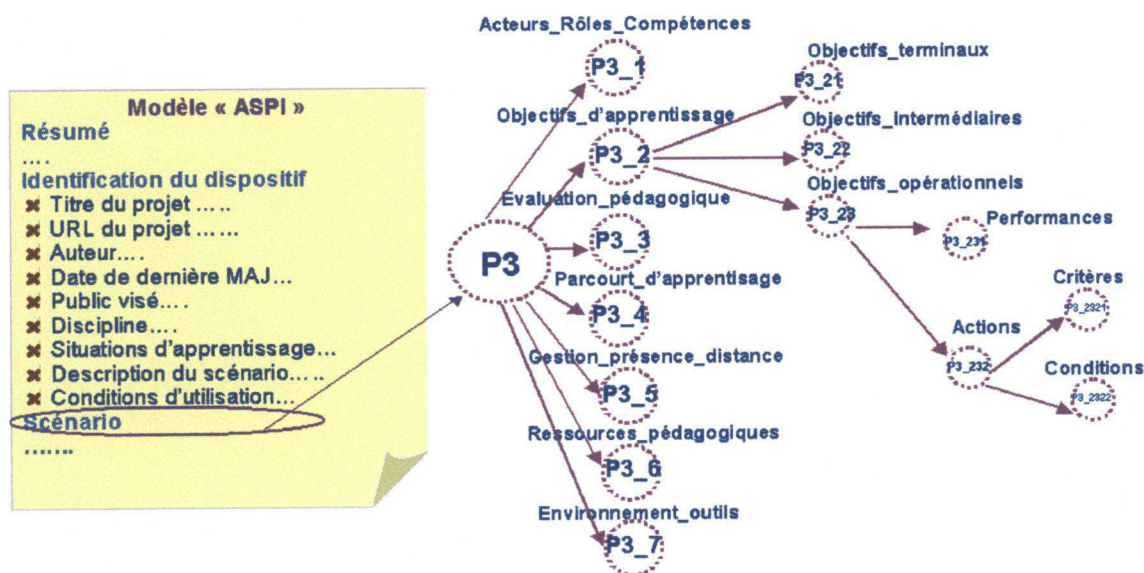 Modèle « ASPI »
Résumé
....
Identification du dispositif
✖ Titre du projet .....
✖ URL du projet ......
✖ Auteur....
✖ Date de dernière MAJ...
✖ Public visé....
✖ Discipline....
✖ Situations d'apprentissage...
✖ Description du scénario.....
✖ Conditions d'utilisation...
Scénario
.......
P3
Acteurs_Rôles_Compétences
P3_1
Objectifs_d'apprentissage
P3_2
Evaluation_pédagogique
P3_3
Parcourt_d'apprentisage
P3_4
Gestion_présence_distance
P3_5
Ressources_pédagogiques
P3_6
Environnement_outils
P3_7
Objectifs_terminaux
P3_21
Objectifs_Intermédiaires
P3_22
Objectifs_opérationnels
P3_23
Performances
P3_231
Actions
P3_232
Critères
P3_2321
Conditions
P3_2322